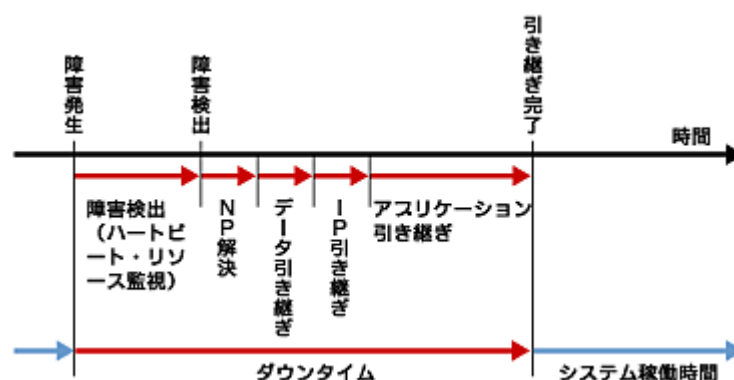 障害発生
障害検出
引き継ぎ完了
時間
障害検出
（ハートビ
ート・リソ
ース監視）
NP解決
データ引き継ぎ
IP引き継ぎ
アプリケーション
引き継ぎ
ダウンタイム
システム稼働時間